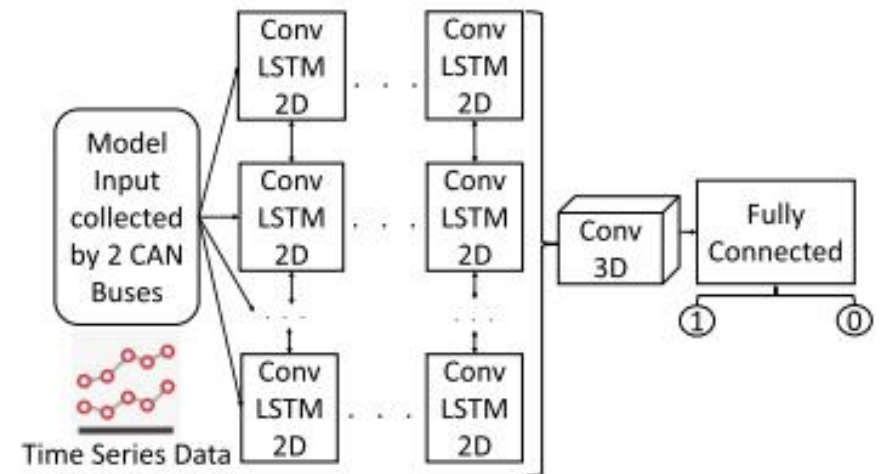 Model
Input
collected
by 2 CAN
Buses
Time Series Data
Conv
LSTM
2D
Conv
LSTM
2D
Conv
LSTM
2D
Conv
LSTM
2D
Conv
LSTM
2D
Conv
LSTM
2D
Conv
3D
Fully
Connected
1
0